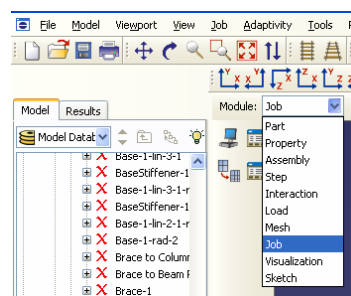 File Model Viewport View Job Adaptivity Tools
Y X Y X Z X Z Y Z
Model Results
Module: Job
Model Datab
Part
Property
Assembly
Step
Interaction
Load
Mesh
Job
Visualization
Sketch
Base-1-lin-3-1
BaseStiffener-1
Base-1-lin-3-1-r
BaseStiffener-1
Base-1-lin-2-1-r
Base-1-rad-2
Brace to Column
Brace to Beam F
Brace-1